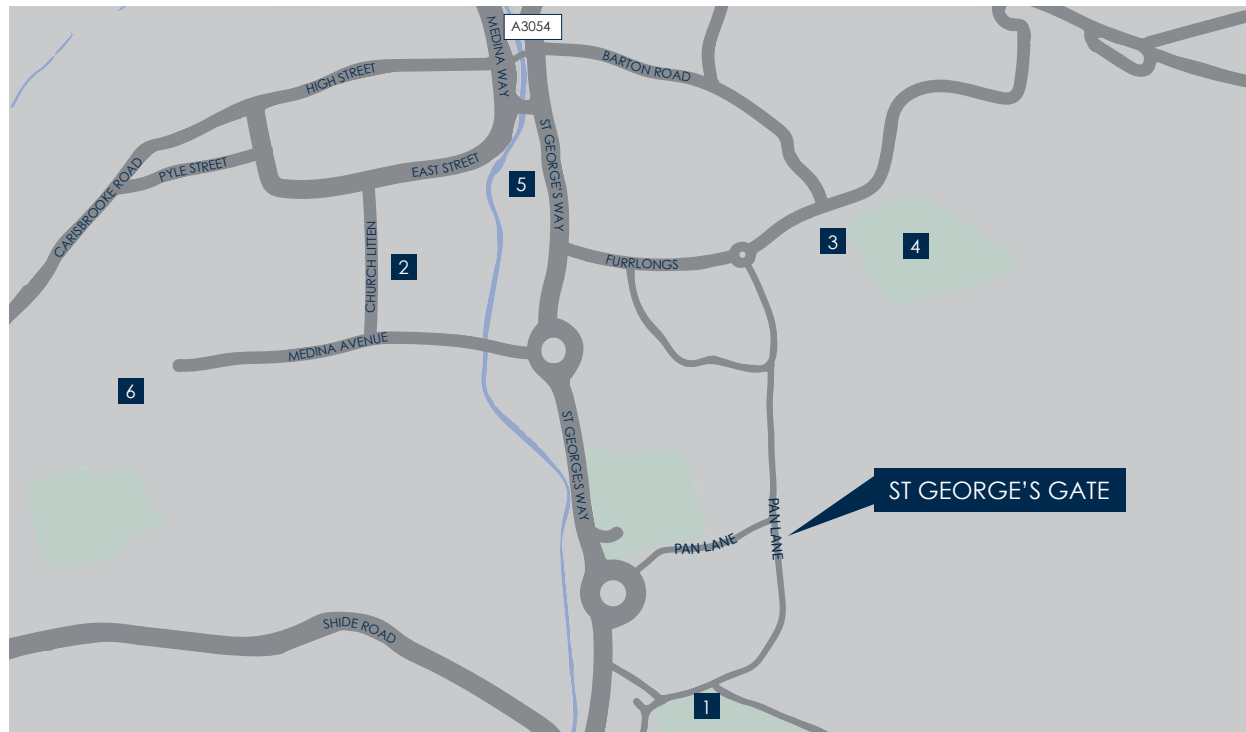 A3054
MEDINA WAY
BARTON ROAD
HIGH STREET
ST GEORGE'S WAY
PYLE STREET
EAST STREET
CARISBROOKE ROAD
5
CHURCH LITTEN
2
FURRLONGS
3
4
MEDINA AVENUE
6
ST GEORGE'S WAY
ST GEORGE'S GATE
PAN LANE
PAN LANE
SHIDE ROAD
1